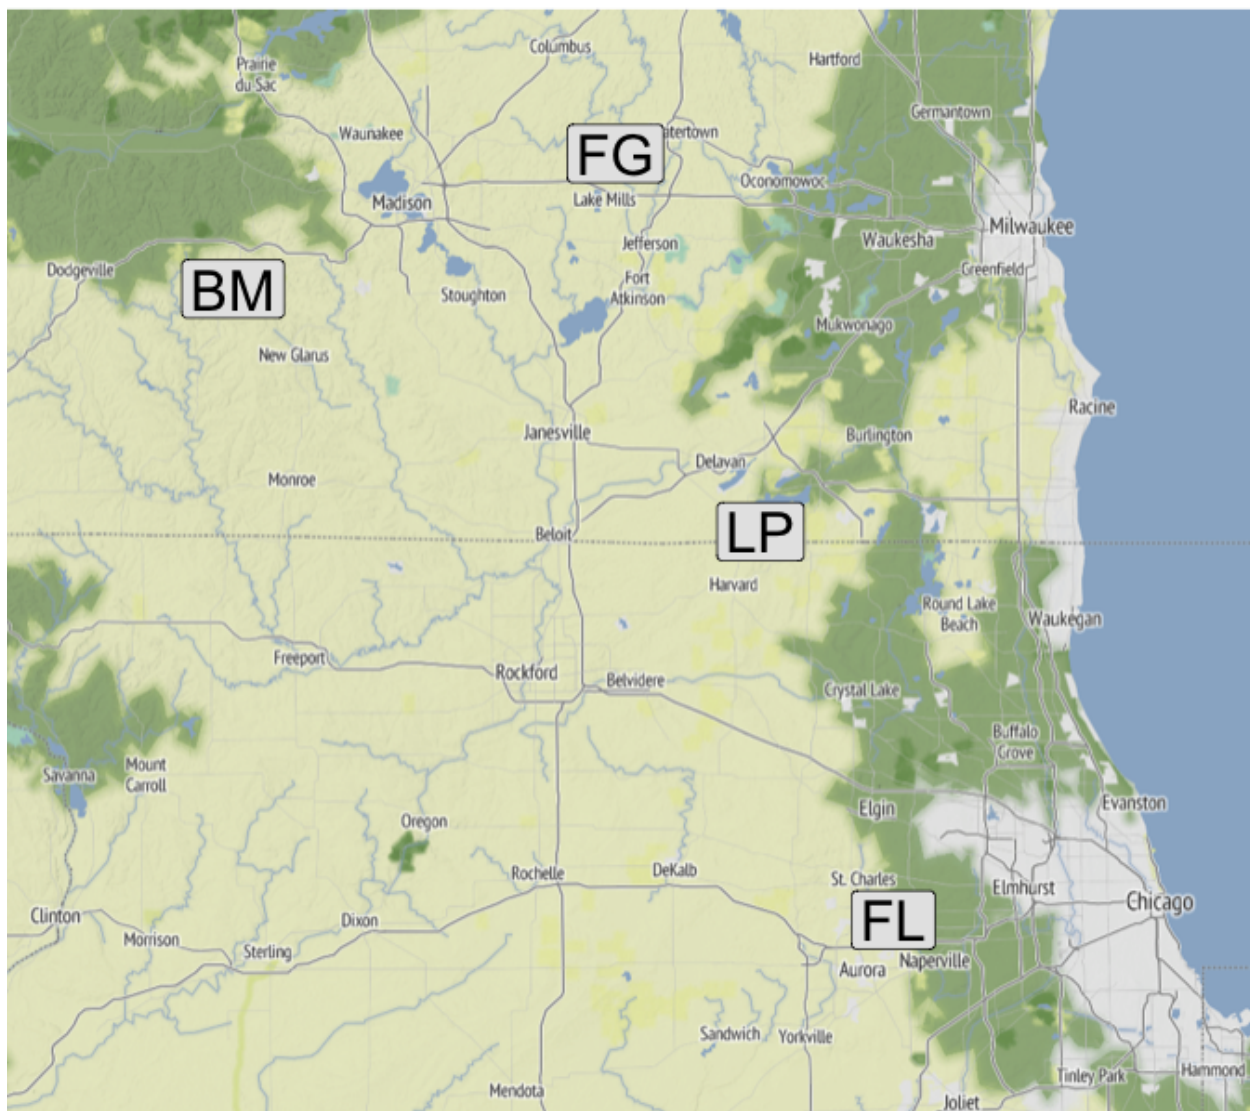 Columbus
Hartford
Prairie
du Sac
Germantown
Waunakee
FG
atertown
Oconomowoc
Madison
Lake Mills
Milwaukee
Waukesha
Jefferson
Dodgeville
Greenfield
BM
Fort
Atkinson
Stoughton
Mukwonago
New Glarus
Racine
Janesville
Burlington
Delavan
Monroe
LP
Beloit
Harvard
Round Lake
Beach
Waukegan
Freeport
Rockford
Belvidere
Crystal Lake
Buffalo
Grove
Savanna
Mount
Carroll
Elgin
Evanston
Oregon
Rochelle
DeKalb
St. Charles
Elmhurst
Chicago
Clinton
Dixon
FL
Morrison
Sterling
Aurora
Naperville
Sandwich
Yorkville
Mendota
Tinley Park
Hammond
Joliet